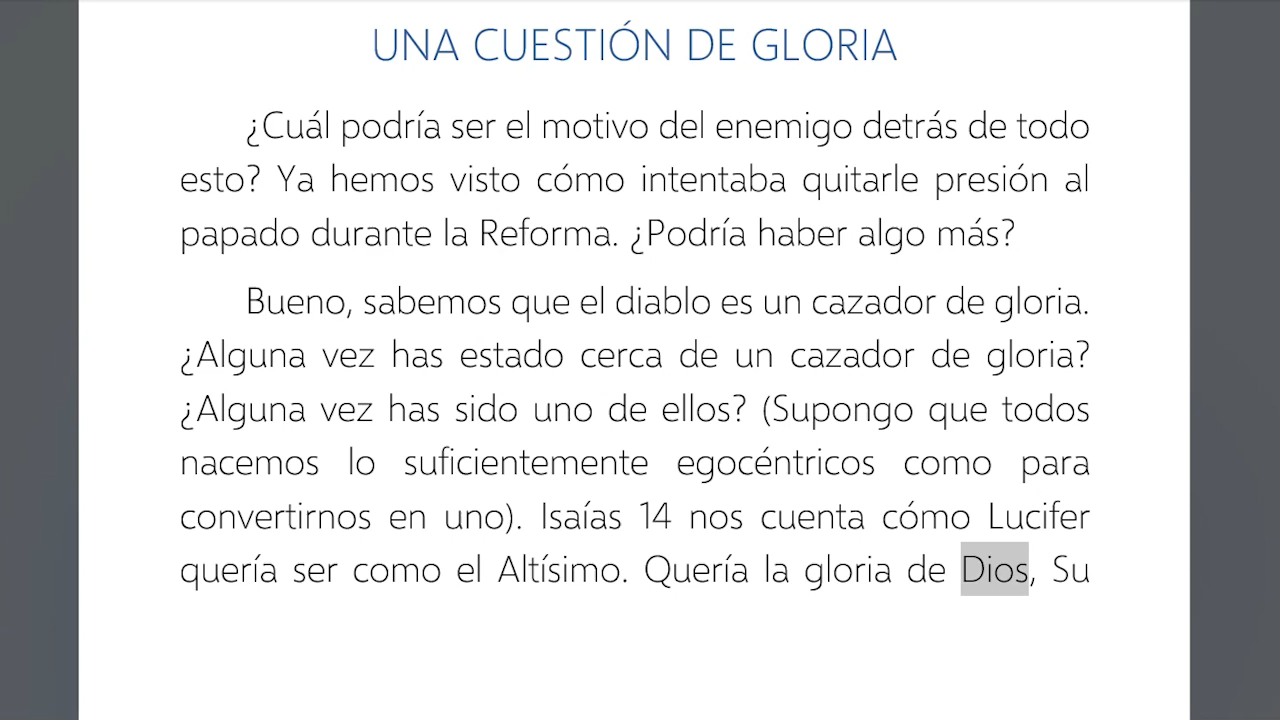 UNA CUESTIÓN DE GLORIA
¿Cuál podría ser el motivo del enemigo detrás de todo
esto? Ya hemos visto cómo intentaba quitarle presión al
papado durante la Reforma. ¿Podría haber algo más?
Bueno, sabemos que el diablo es un cazador de gloria.
¿Alguna vez has estado cerca de un cazador de gloria?
¿Alguna vez has sido uno de ellos? (Supongo que todos
nacemos lo suficientemente egocéntricos como para
convertirnos en uno). Isaías 14 nos cuenta cómo Lucifer
quería ser como el Altísimo. Quería la gloria de Dios, Su